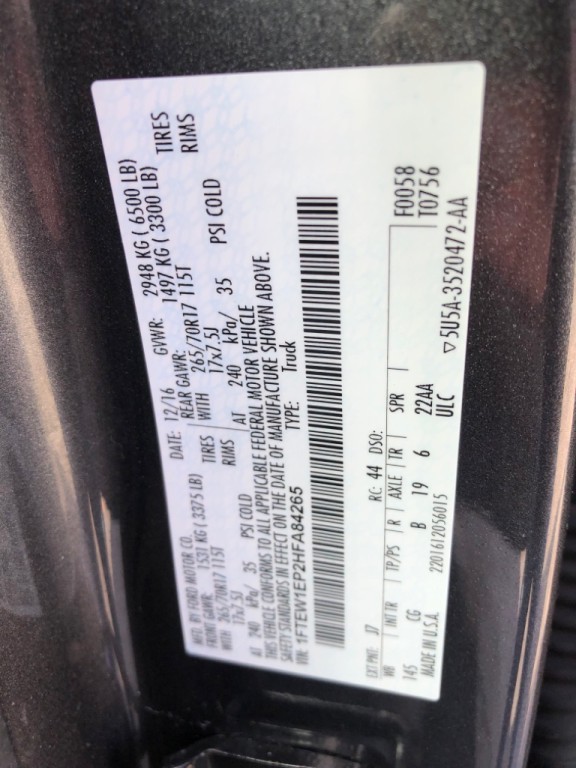 MFD. BY FORD MOTOR CO.
DATE: 12/16 GVWR: 2948 KG ( 6500 LB)
FRONT GAWR: 1531 KG ( 3375 LB) REAR GAWR: 1497 KG ( 3300 LB)
WITH 265/70R17 115T TIRES WITH 265/70R17 115T TIRES
17x7.5J RIMS 17x7.5J RIMS
AT 240 kPa/ 35 PSI COLD AT 240 kPa/ 35 PSI COLD
THIS VEHICLE CONFORMS TO ALL APPLICABLE FEDERAL MOTOR VEHICLE
SAFETY STANDARDS IN EFFECT ON THE DATE OF MANUFACTURE SHOWN ABOVE.
VIN: 1FTEW1EP2HFA84265 TYPE: Truck
F0058
T0756
EXT PNT: J7 RC: 44 DSO:
WB INTTR TP/PS R AXLE TR SPR
145 CG B 19 6 22AA
MADE IN U.S.A. 2201612056015 ULC
▽5U5A-3520472-AA